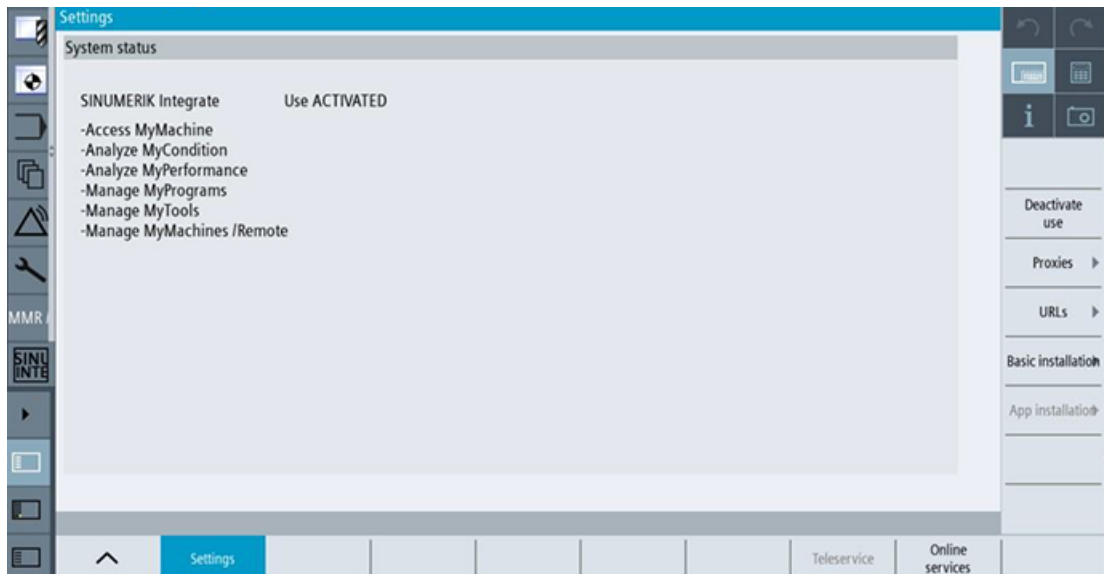 Settings
System status
SINUMERIK Integrate Use ACTIVATED
-Access MyMachine
-Analyze MyCondition
-Analyze MyPerformance
-Manage MyPrograms
-Manage MyTools
-Manage MyMachines /Remote
MMR /
SINU
INTE
Deactivate
use
Proxies
URLs
Basic installation
App installation
Settings
Teleservice
Online
services